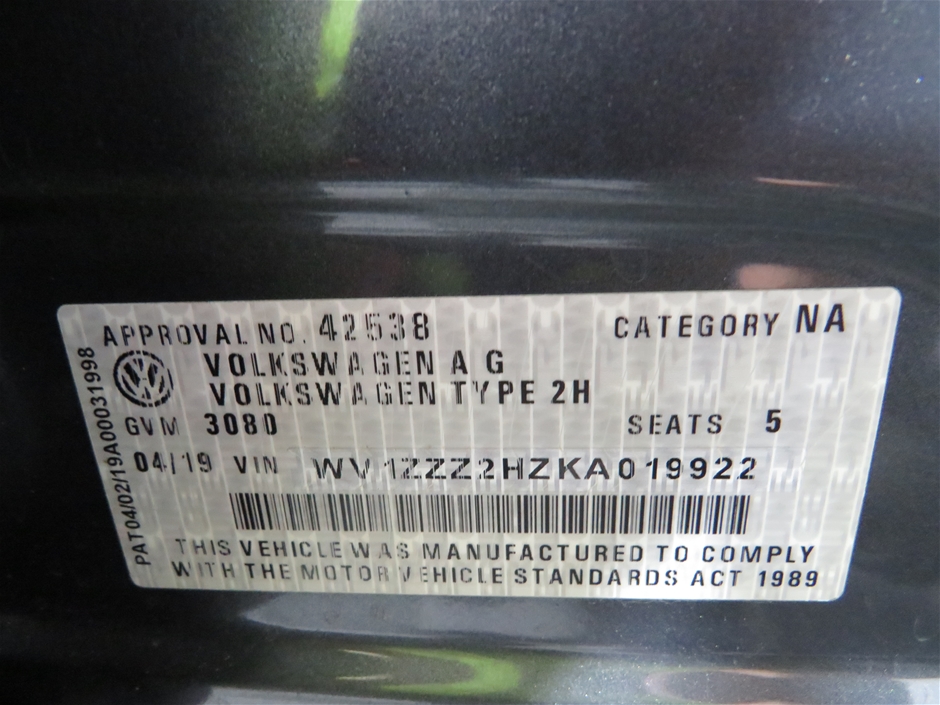 APPROVAL NO. 42538 CATEGORY NA
VOLKSWAGEN A G
VOLKSWAGEN TYPE 2H
GVM 3080 SEATS 5
04/19 VIN WV1ZZZ2HZKA019922
THIS VEHICLE WAS MANUFACTURED TO COMPLY
WITH THE MOTOR VEHICLE STANDARDS ACT 1989
PAT04/02/19A00031998